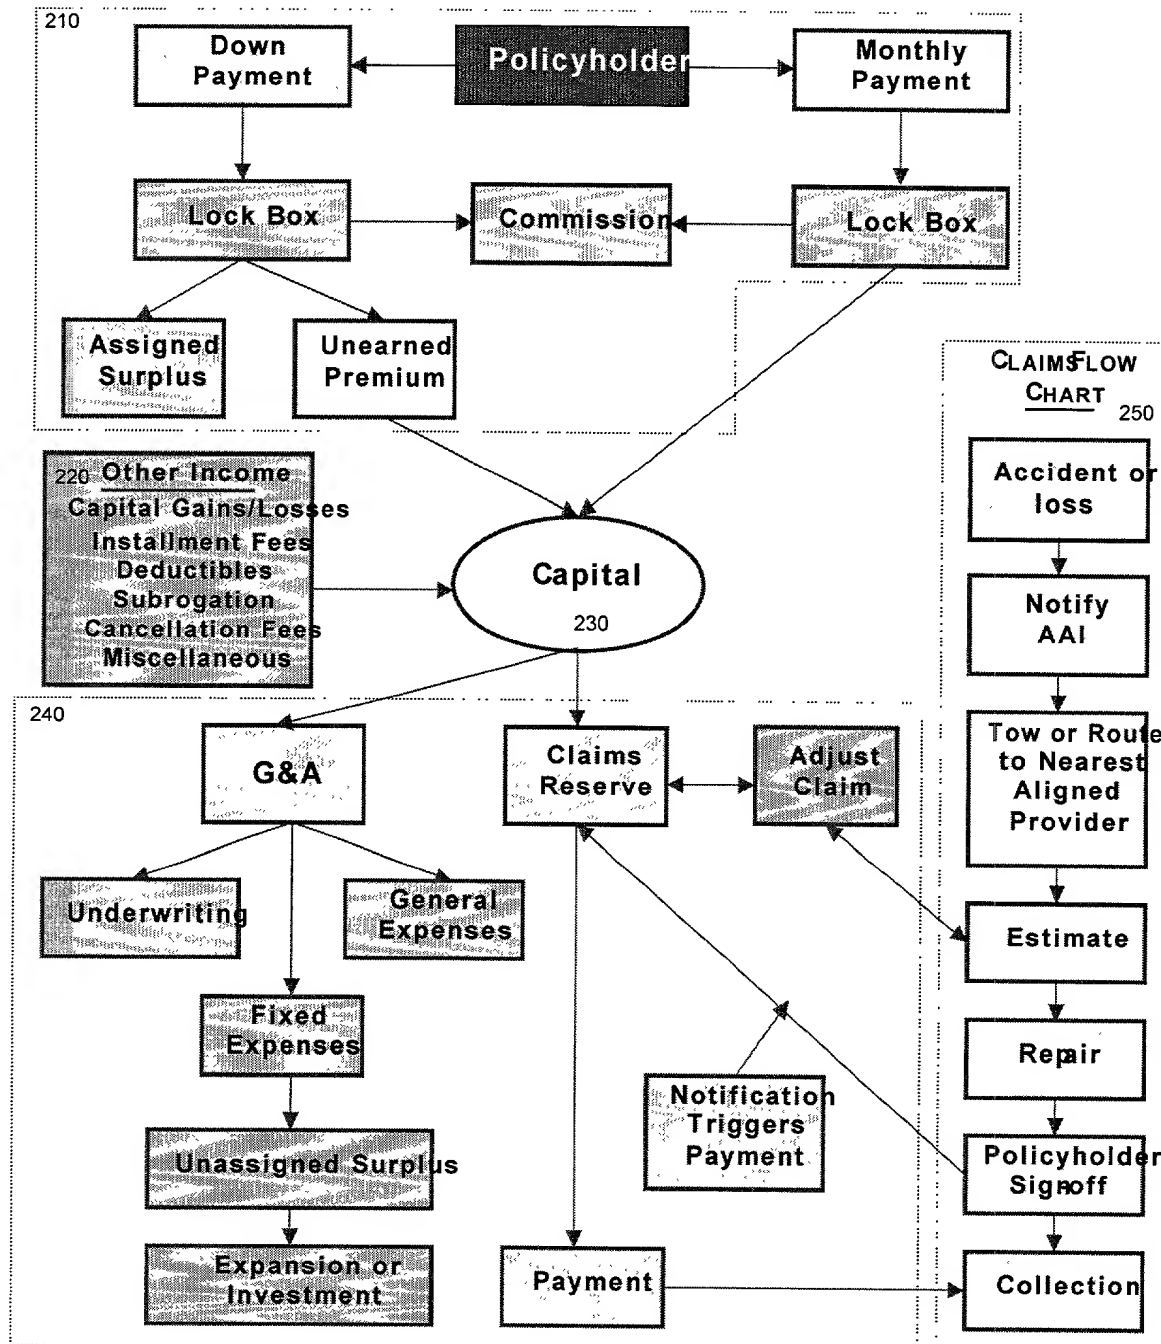 210
Down
Payment
Policyholder
Monthly
Payment
Lock Box
Commission
Lock Box
Assigned
Surplus
Unearned
Premium
220 Other Income
Capital Gains/Losses
Installment Fees
Deductibles
Subrogation
Cancellation Fees
Miscellaneous
Capital
230
240
G&A
Claims
Reserve
Adjust
Claim
Underwriting
General
Expenses
Fixed
Expenses
Notification
Triggers
Payment
Unassigned Surplus
Expansion or
Investment
Payment
CLAIMS FLOW
CHART
250
Accident or
loss
Notify
AAI
Tow or Route
to Nearest
Aligned
Provider
Estimate
Repair
Policyholder
Signoff
Collection